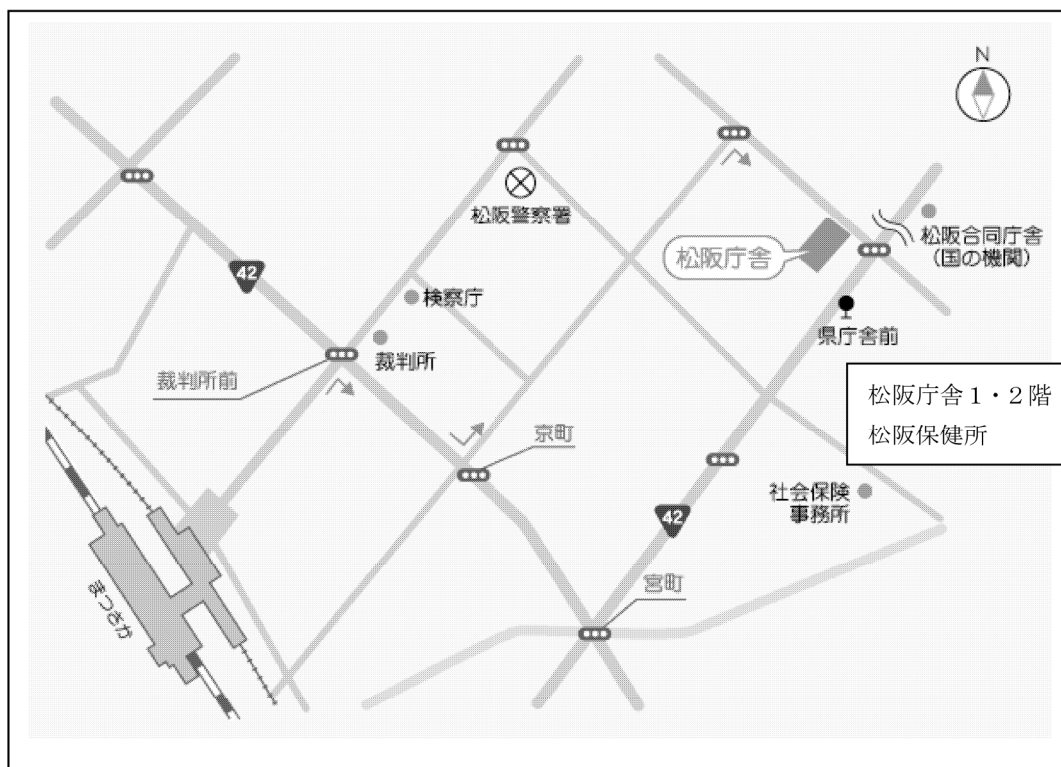 N
松阪警察署
松阪庁舎
松阪合同庁舎
（国の機関）
42
検察庁
県庁舎前
裁判所
裁判所前
松阪庁舎１・２階
松阪保健所
京町
社会保険
事務所
42
宮町
まつさか